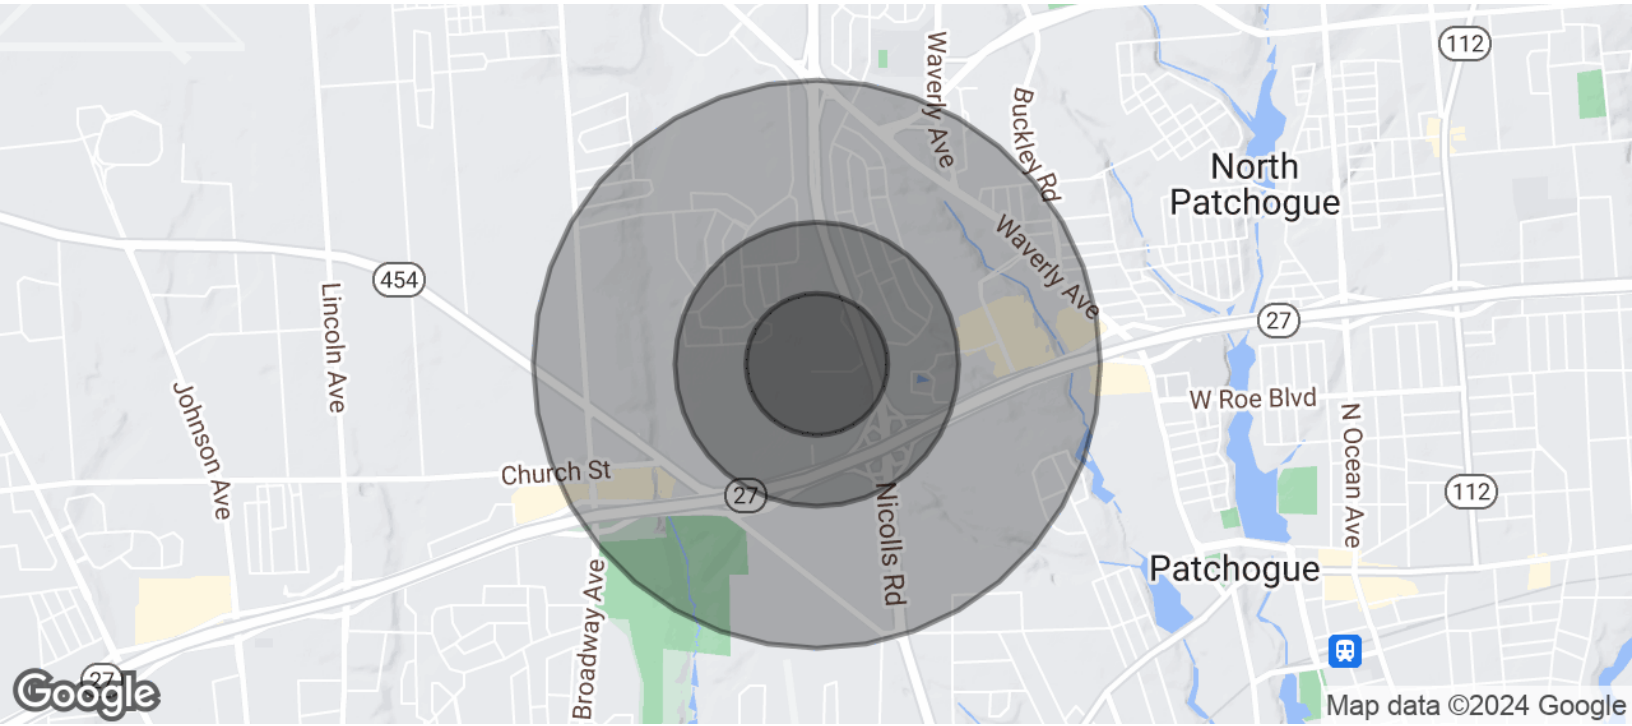 112
Waverly Ave
Buckley Rd
North
Patchogue
Waverly Ave
454
Lincoln Ave
27
W Roe Blvd
Johnson Ave
N Ocean Ave
Church St
27
112
Nicolls Rd
Patchogue
Broadway Ave
27
Google
Map data ©2024 Google